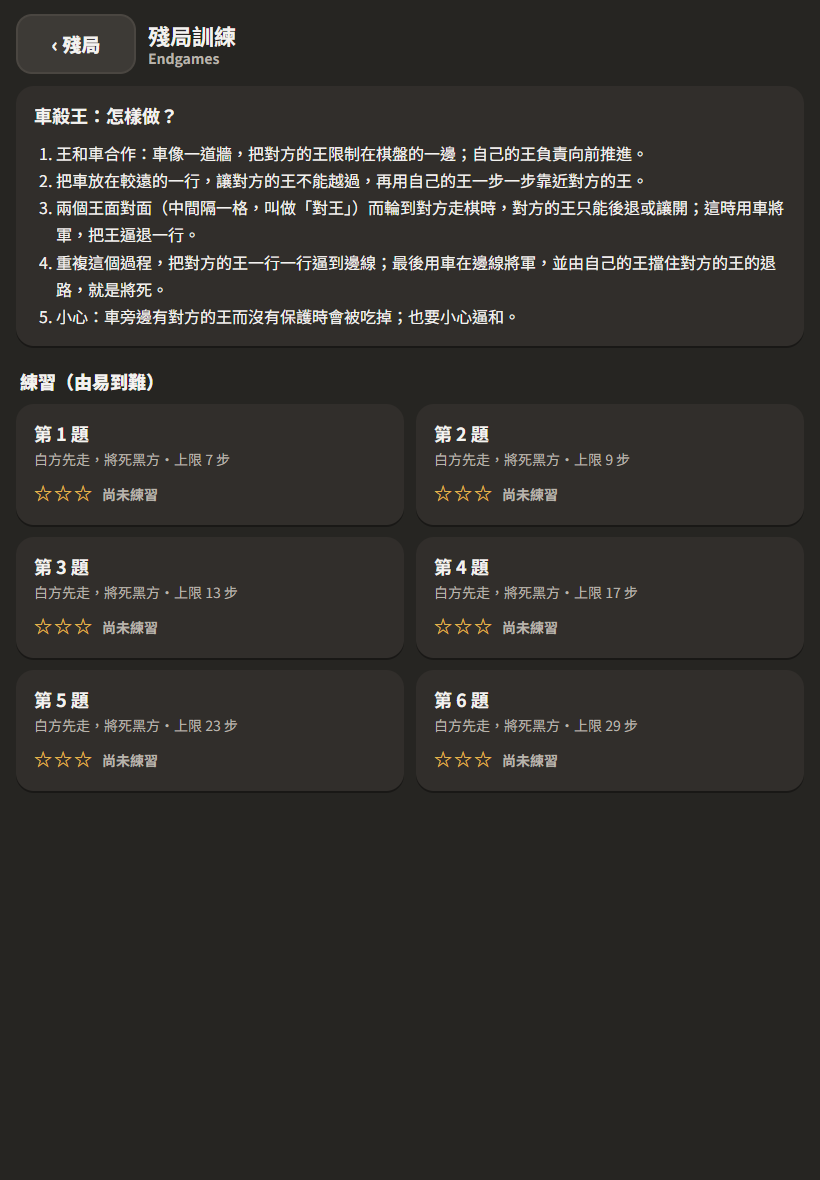 ‹ 殘局
殘局訓練
Endgames
車殺王：怎樣做？
1. 王和車合作：車像一道牆，把對方的王限制在棋盤的一邊；自己的王負責向前推進。
2. 把車放在較遠的一行，讓對方的王不能越過，再用自己的王一步一步靠近對方的王。
3. 兩個王面對面（中間隔一格，叫做「對王」）而輪到對方走棋時，對方的王只能後退或讓開；這時用車將
軍，把王逼退一行。
4. 重複這個過程，把對方的王一行一行逼到邊線；最後用車在邊線將軍，並由自己的王擋住對方的王的退
路，就是將死。
5. 小心：車旁邊有對方的王而沒有保護時會被吃掉；也要小心逼和。
練習（由易到難）
第 1 題
白方先走，將死黑方・上限 7 步
☆☆☆ 尚未練習
第 2 題
白方先走，將死黑方・上限 9 步
☆☆☆ 尚未練習
第 3 題
白方先走，將死黑方・上限 13 步
☆☆☆ 尚未練習
第 4 題
白方先走，將死黑方・上限 17 步
☆☆☆ 尚未練習
第 5 題
白方先走，將死黑方・上限 23 步
☆☆☆ 尚未練習
第 6 題
白方先走，將死黑方・上限 29 步
☆☆☆ 尚未練習